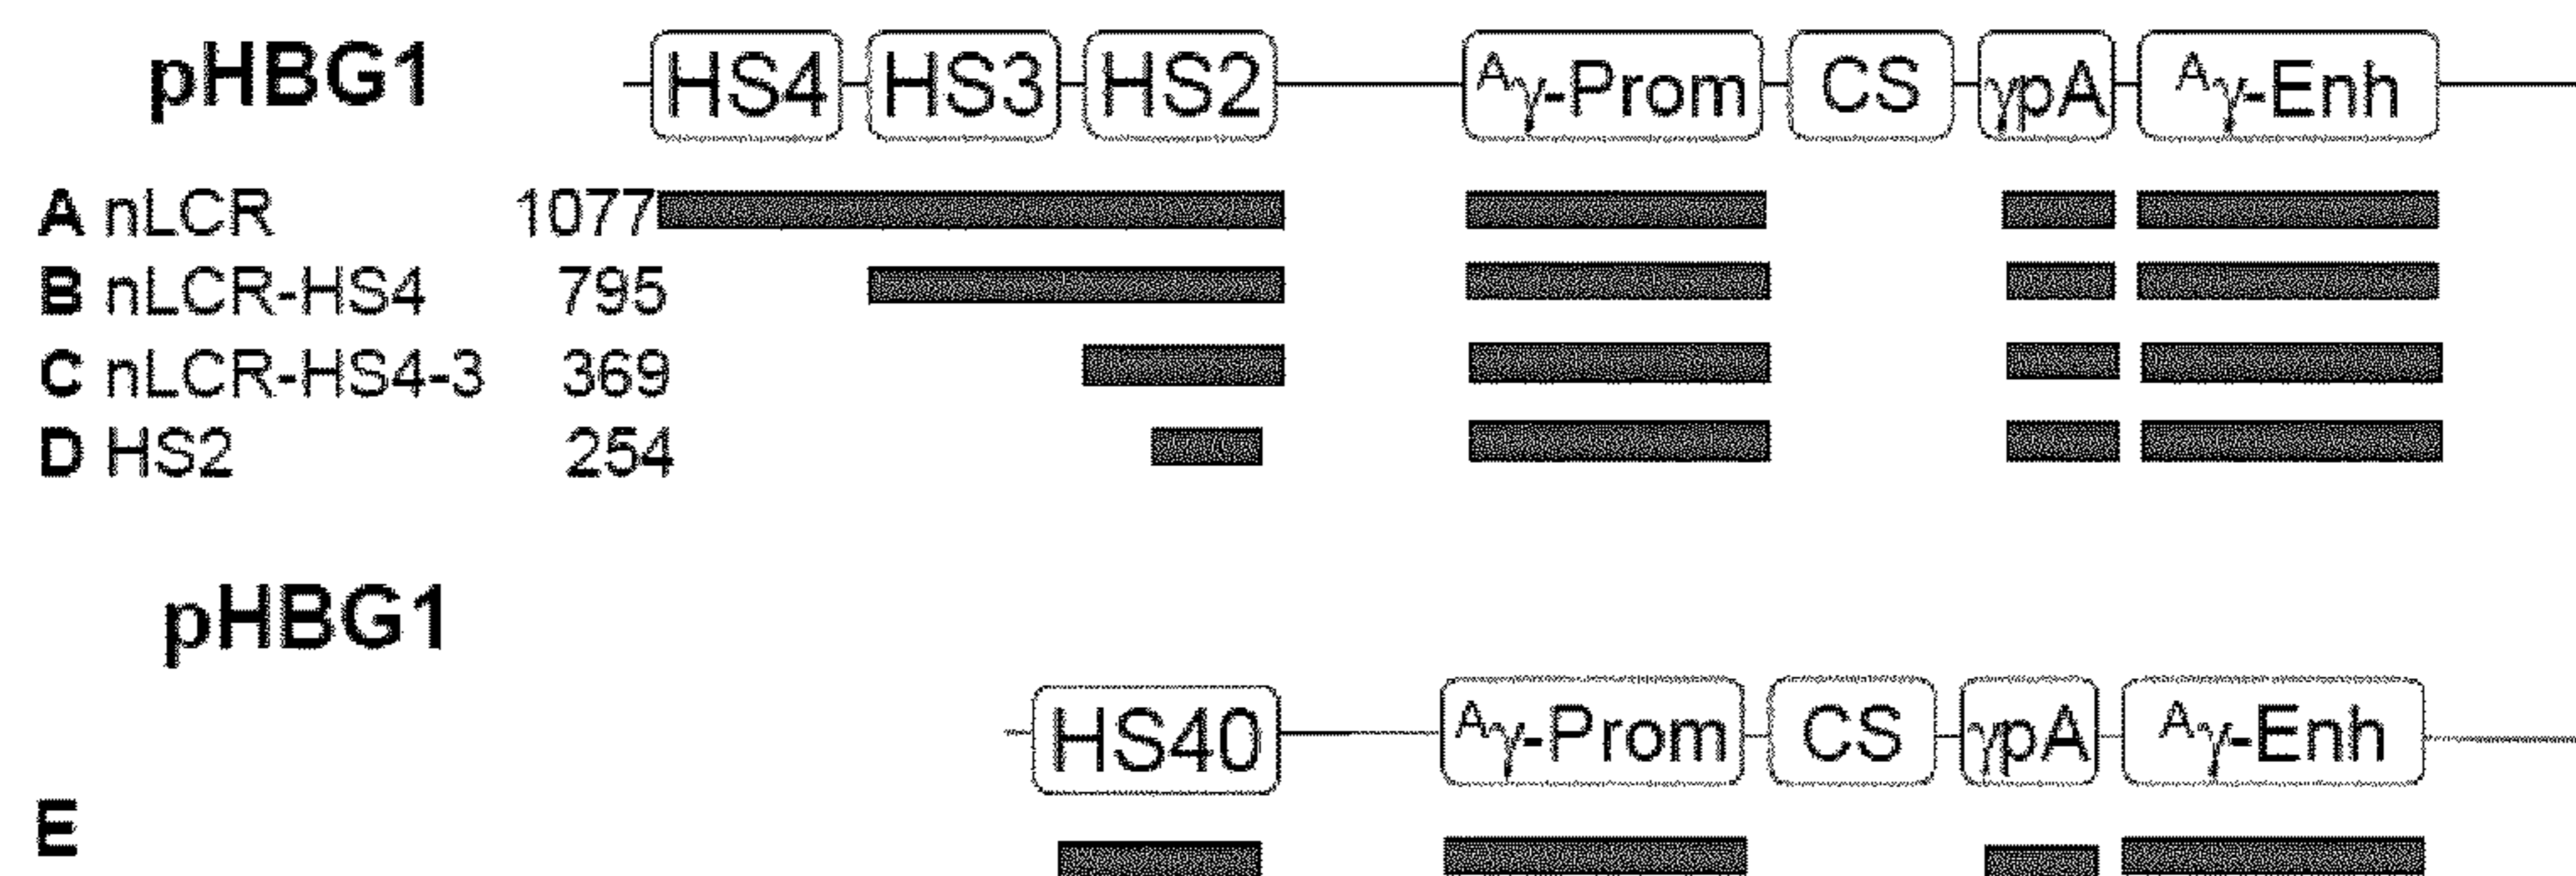 pHBG1 HS4 HS3 HS2 Aγ-Prom CS γpA Aγ-Enh
A nLCR 1077
B nLCR-HS4 795
C nLCR-HS4-3 369
D HS2 254
pHBG1
HS40 Aγ-Prom CS γpA Aγ-Enh
E